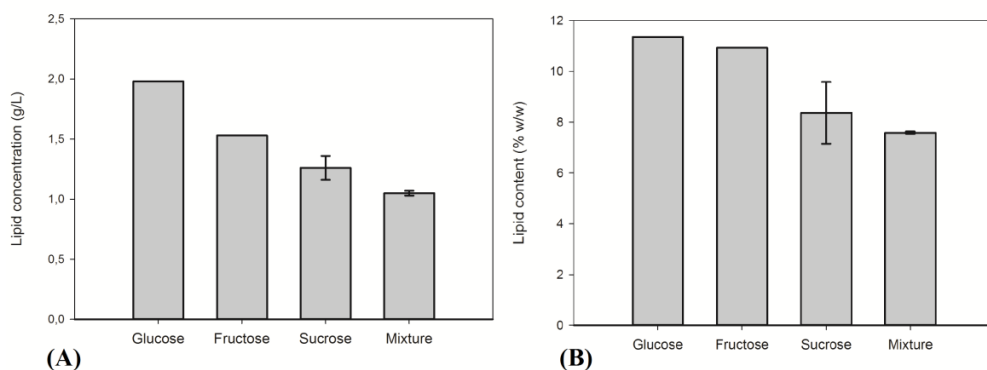 2,5
2,0
1,5
1,0
0,5
0,0
Lipid concentration (g/L)
Glucose Fructose Sucrose Mixture
(A)
12
10
8
6
4
2
0
Lipid content (% w/w)
Glucose Fructose Sucrose Mixture
(B)